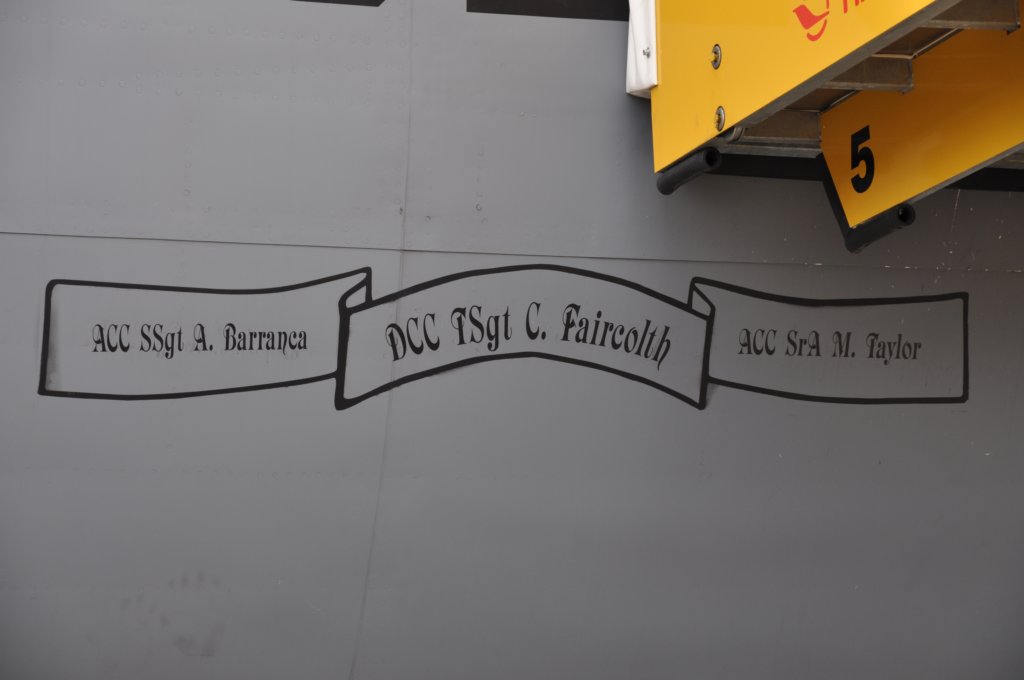 5
ACC SSgt A. Barranca
DCC TSgt C. Faircolth
ACC SrA M. Taylor